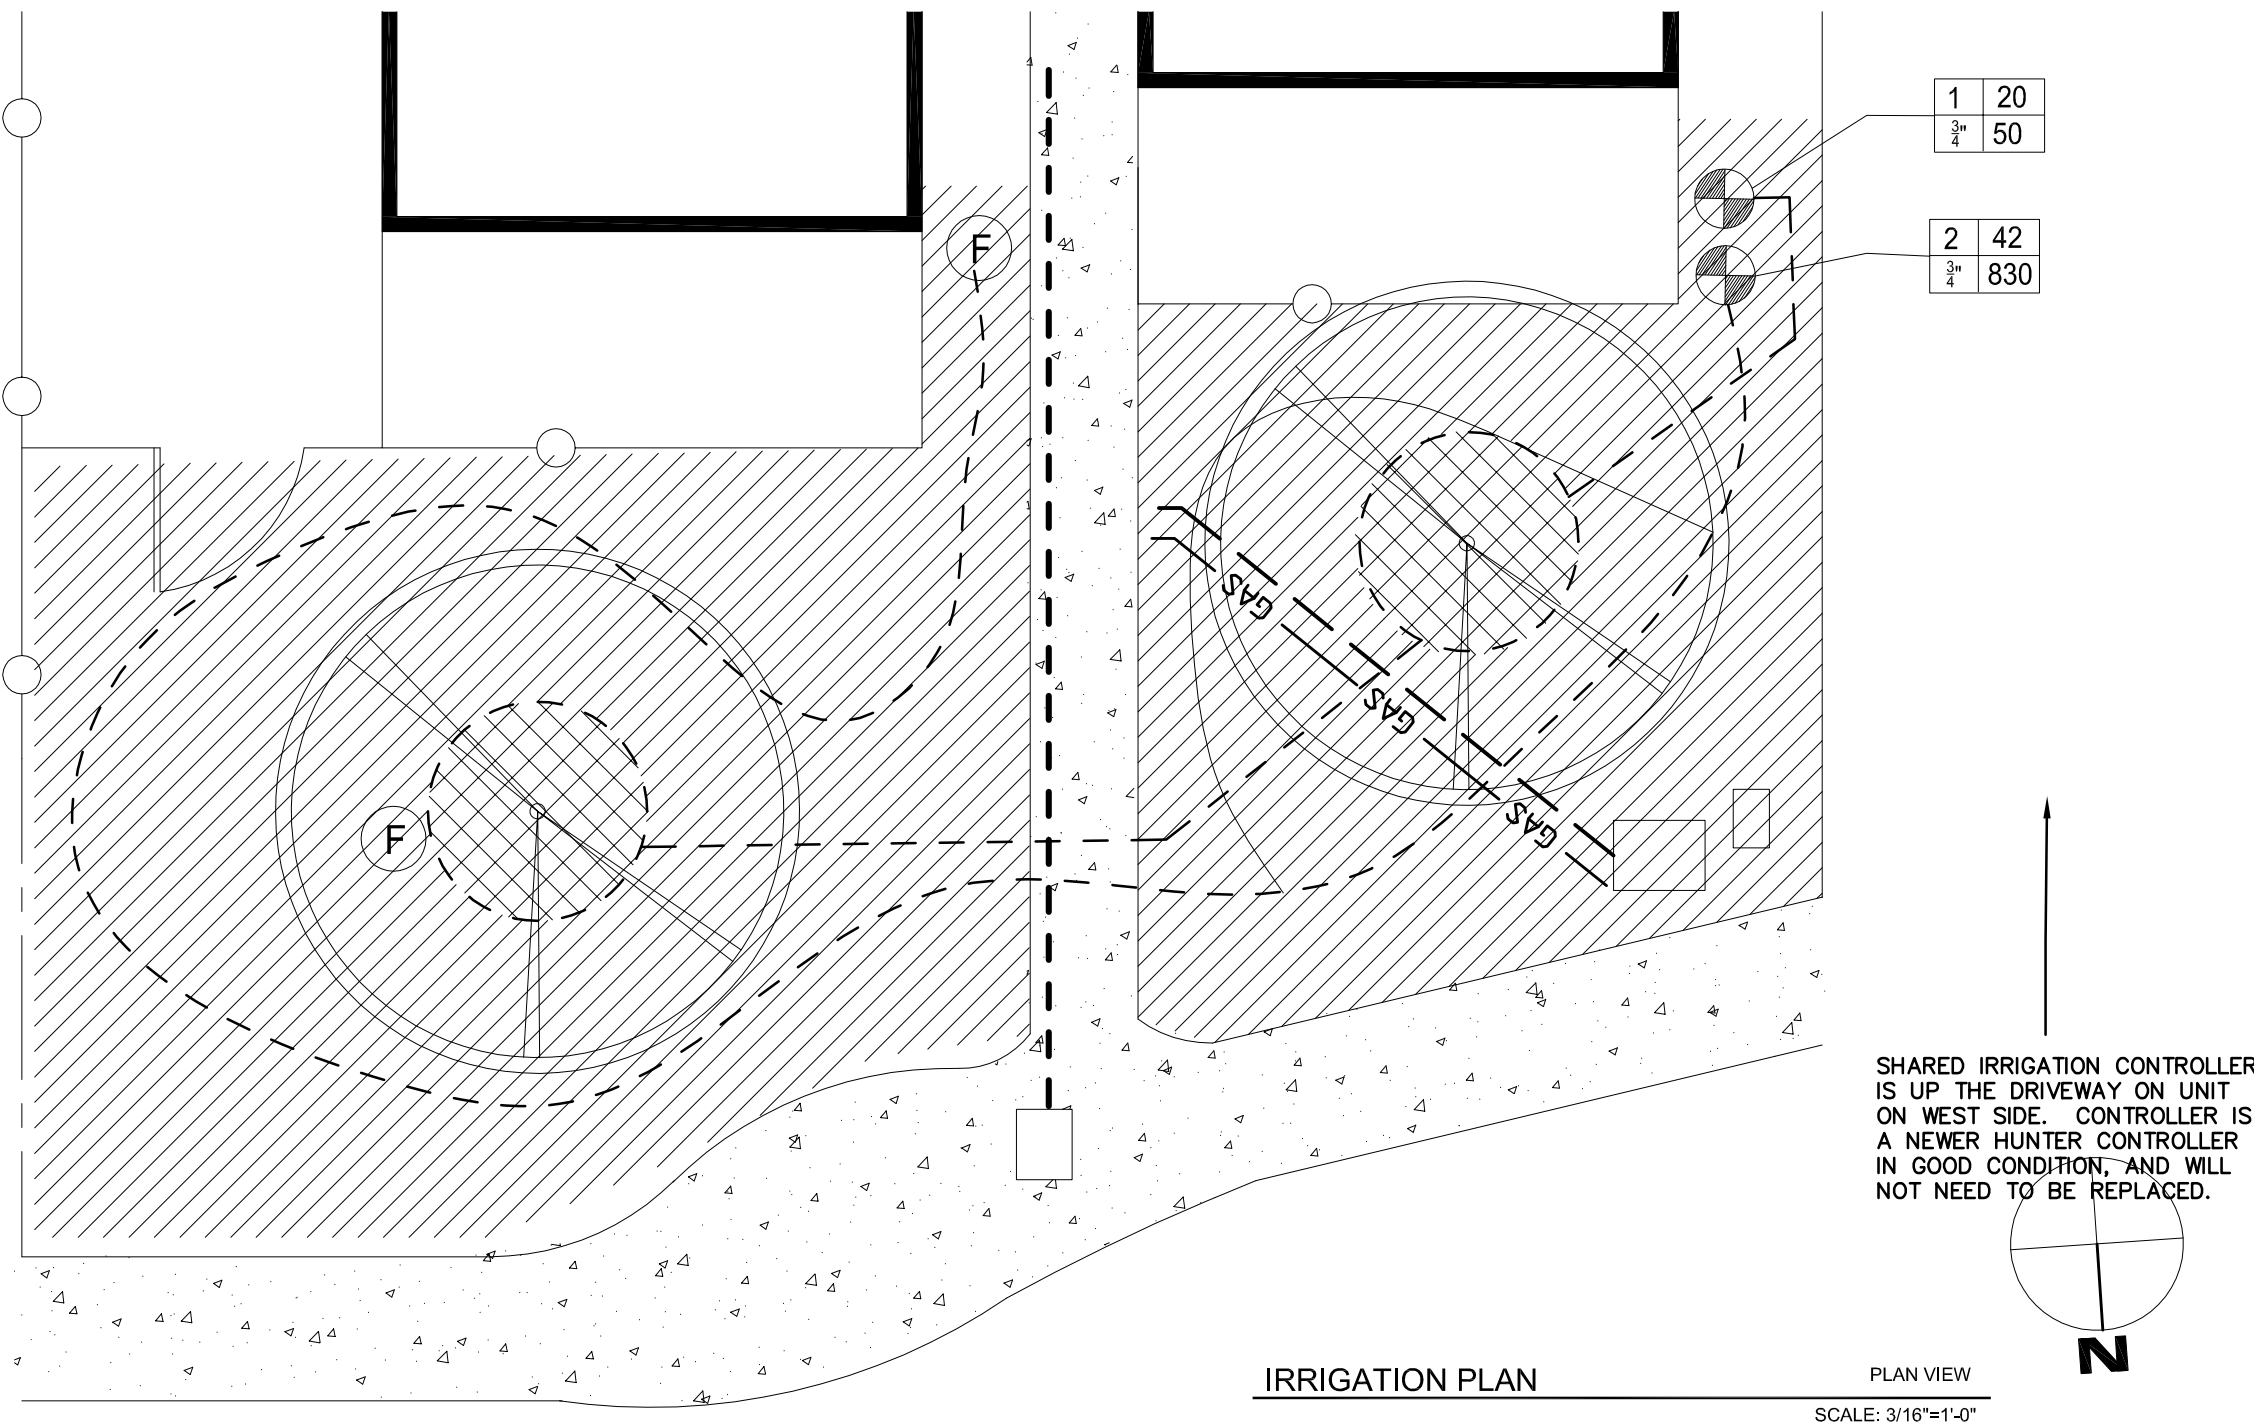 1 20
3/4" 50
2 42
3/4" 830
F
GAS
GAS
F
GAS
SHARED IRRIGATION CONTROLLER
IS UP THE DRIVEWAY ON UNIT
ON WEST SIDE. CONTROLLER IS
A NEWER HUNTER CONTROLLER
IN GOOD CONDITION, AND WILL
NOT NEED TO BE REPLACED.
N
IRRIGATION PLAN
PLAN VIEW
SCALE: 3/16"=1'-0"